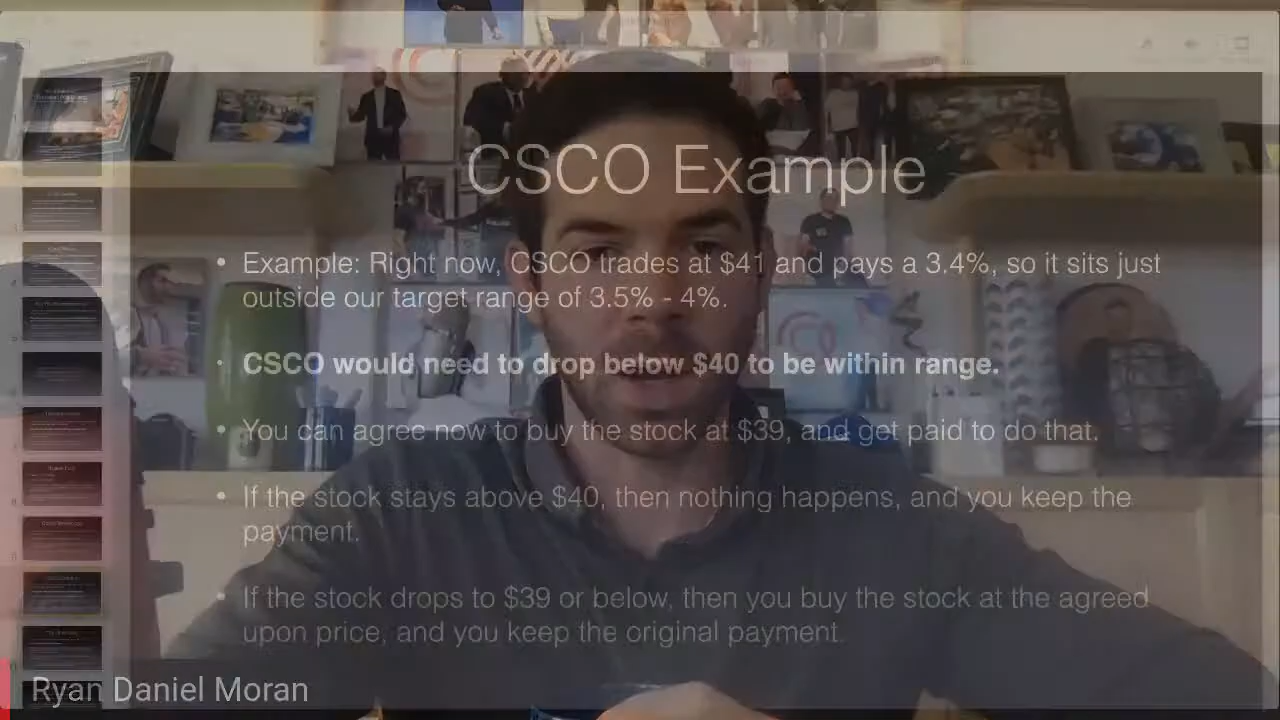 CSCO Example
• Example: Right now, CSCO trades at $41 and pays a 3.4%, so it sits just
outside our target range of 3.5% - 4%.
• CSCO would need to drop below $40 to be within range.
• You can agree now to buy the stock at $39, and get paid to do that.
• If the stock stays above $40, then nothing happens, and you keep the
payment.
• If the stock drops to $39 or below, then you buy the stock at the agreed
upon price, and you keep the original payment.
Ryan Daniel Moran